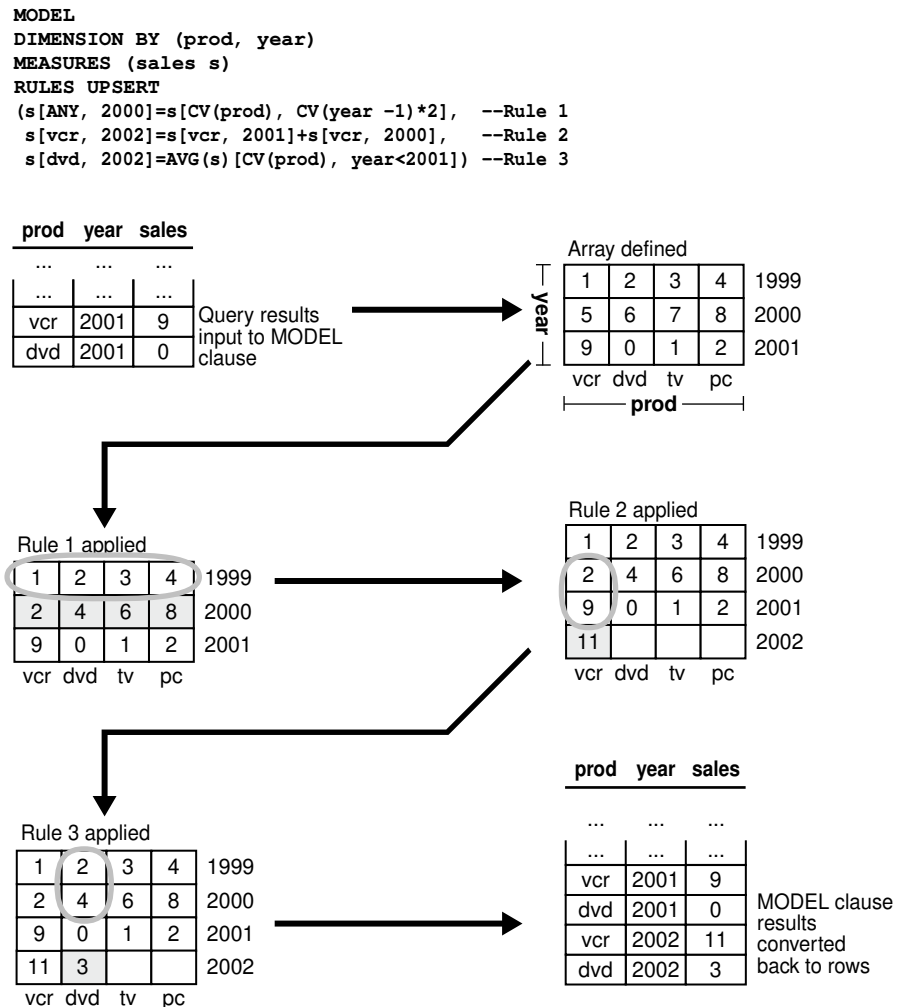 MODEL
DIMENSION BY (prod, year)
MEASURES (sales s)
RULES UPSERT
(s[ANY, 2000]=s[CV(prod), CV(year -1)*2], --Rule 1
s[vcr, 2002]=s[vcr, 2001]+s[vcr, 2000], --Rule 2
s[dvd, 2002]=AVG(s)[CV(prod), year<2001]) --Rule 3
prod year sales
... ... ...
... ... ...
vcr 2001 9
dvd 2001 0
Query results
input to MODEL
clause
Array defined
year
1 2 3 4 1999
5 6 7 8 2000
9 0 1 2 2001
vcr dvd tv pc
prod
Rule 1 applied
1 2 3 4 1999
2 4 6 8 2000
9 0 1 2 2001
vcr dvd tv pc
Rule 2 applied
1 2 3 4 1999
2 4 6 8 2000
9 0 1 2 2001
11 2002
vcr dvd tv pc
Rule 3 applied
1 2 3 4 1999
2 4 6 8 2000
9 0 1 2 2001
11 3 2002
vcr dvd tv pc
prod year sales
... ... ...
... ... ...
vcr 2001 9
dvd 2001 0
vcr 2002 11
dvd 2002 3
MODEL clause
results
converted
back to rows